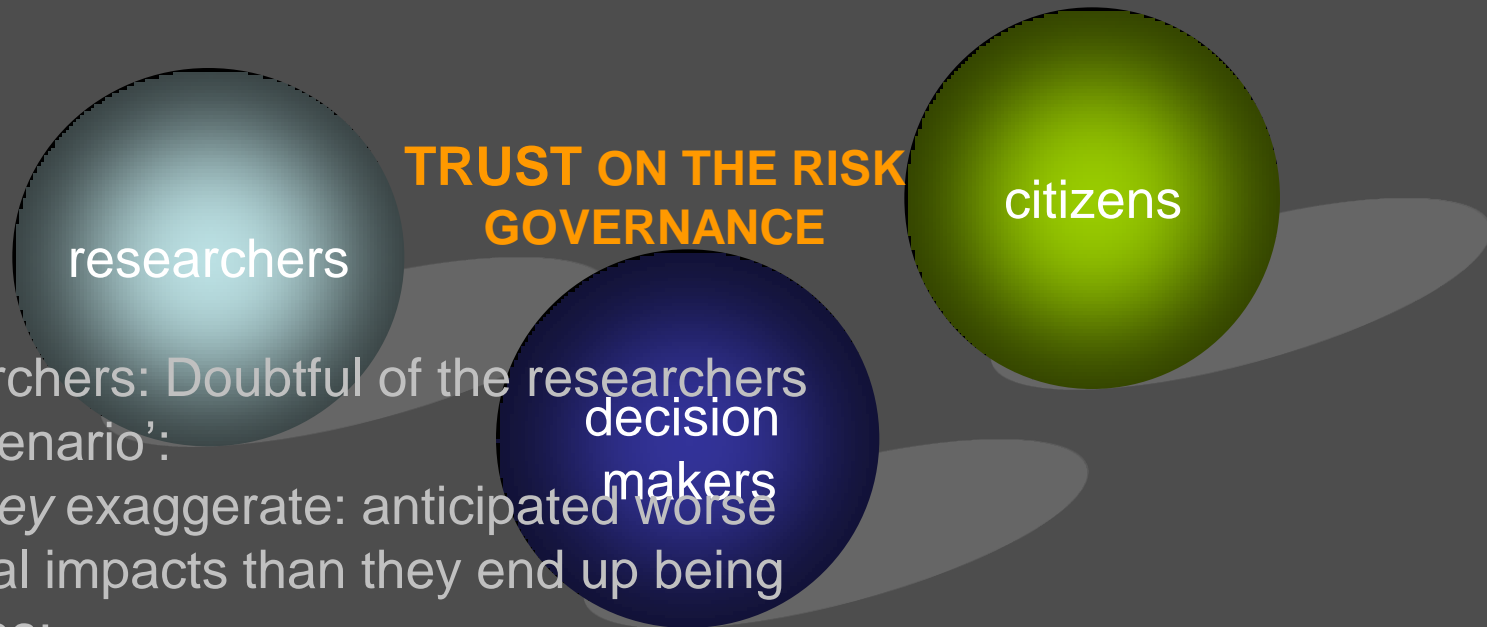 TRUST ON THE RISK
GOVERNANCE
researchers
citizens
decision
makers
rchers: Doubtful of the researchers
enario’:
ey exaggerate: anticipated worse
al impacts than they end up being